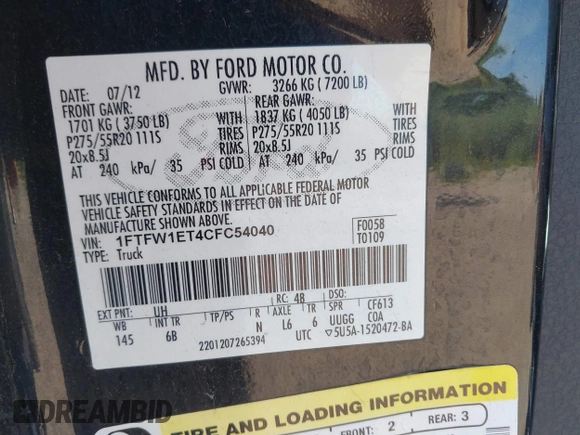 MFD. BY FORD MOTOR CO.
DATE: 07/12 GVWR: 3266 KG ( 7200 LB)
FRONT GAWR: REAR GAWR:
1701 KG ( 3750 LB) WITH 1837 KG ( 4050 LB) WITH
P275/55R20 111S TIRES P275/55R20 111S TIRES
20x8.5J RIMS 20x8.5J RIMS
AT 240 kPa/ 35 PSI COLD AT 240 kPa/ 35 PSI COLD
THIS VEHICLE CONFORMS TO ALL APPLICABLE FEDERAL MOTOR
VEHICLE SAFETY STANDARDS IN EFFECT ON THE DATE OF
MANUFACTURE SHOWN ABOVE.
VIN: 1FTFW1ET4CFC54040 F0058
TYPE: Truck T0109
EXT PNT: UH RC: 48 DSO: CF613
WB INT TR TP/PS R AXLE TR SPR COA
145 6B N L6 6 UUGG
2201207265394 UTC ▽5U5A-1520472-BA
TIRE AND LOADING INFORMATION
FRONT: 2 REAR: 3
DREAMBID